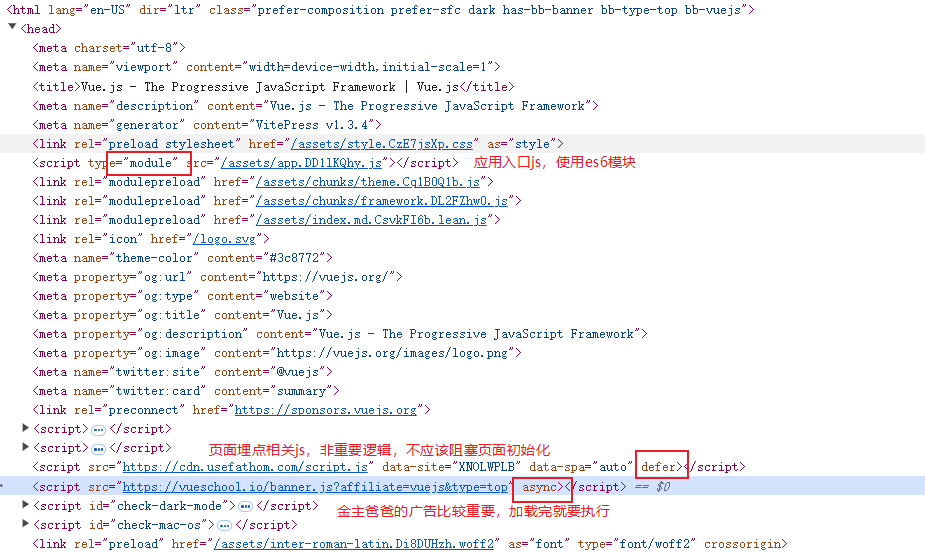 <html lang="en-US" dir="ltr" class="prefer-composition prefer-sfc dark has-bb-banner bb-type-top bb-vuejs">
▼<head>
<meta charset="utf-8">
<meta name="viewport" content="width=device-width,initial-scale=1">
<title>Vue.js - The Progressive JavaScript Framework | Vue.js</title>
<meta name="description" content="Vue.js - The Progressive JavaScript Framework">
<meta name="generator" content="VitePress v1.3.4">
<link rel="preload stylesheet" href="/assets/style.CzE7jsXp.css" as="style">
<script type="module" src="/assets/app.DD1lKQhy.js"></script> 应用入口js，使用es6模块
<link rel="modulepreload" href="/assets/chunks/theme.Cq1B0Q1b.js">
<link rel="modulepreload" href="/assets/chunks/framework.DL2FZhw0.js">
<link rel="modulepreload" href="/assets/index.md.CsvkFI6b.lean.js">
<link rel="icon" href="/logo.svg">
<meta name="theme-color" content="#3c8772">
<meta property="og:url" content="https://vuejs.org/">
<meta property="og:type" content="website">
<meta property="og:title" content="Vue.js">
<meta property="og:description" content="Vue.js - The Progressive JavaScript Framework">
<meta property="og:image" content="https://vuejs.org/images/logo.png">
<meta name="twitter:site" content="@vuejs">
<meta name="twitter:card" content="summary">
<link rel="preconnect" href="https://sponsors.vuejs.org">
▶<script>…</script>
▶<script>…</script> 页面埋点相关js，非重要逻辑，不应该阻塞页面初始化
<script src="https://cdn.usefathom.com/script.js" data-site="XNOLWPLB" data-spa="auto" defer></script>
<script src="https://vueschool.io/banner.js?affiliate=vuejs&type=top" async></script> == $0
▶<script id="check-dark-mode">…</script> 金主爸爸的广告比较重要，加载完就要执行
▶<script id="check-mac-os">…</script>
<link rel="preload" href="/assets/inter-roman-latin.Di8DUHzh.woff2" as="font" type="font/woff2" crossorigin>